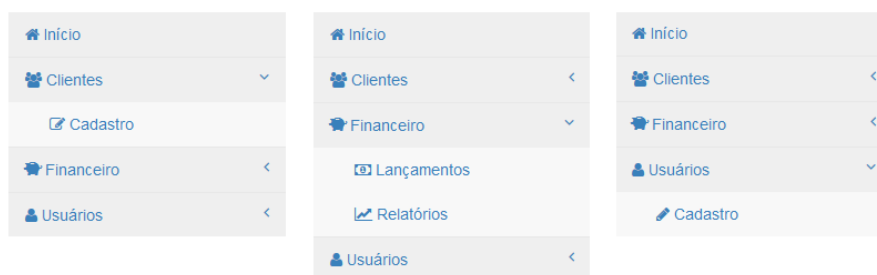 Início
Clientes
Cadastro
Financeiro
Usuários
Início
Clientes
Financeiro
Lançamentos
Relatórios
Usuários
Início
Clientes
Financeiro
Usuários
Cadastro